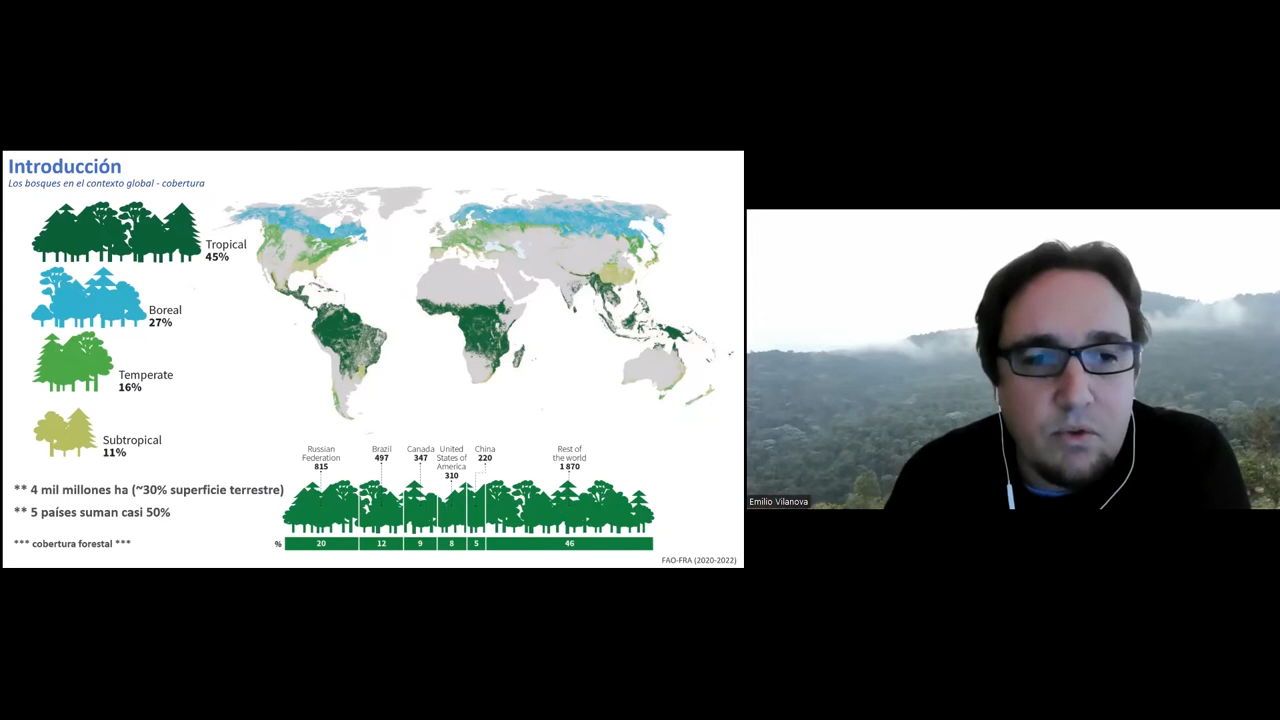 Introducción
Los bosques en el contexto global - cobertura
Tropical
45%
Boreal
27%
Temperate
16%
Subtropical
11%
** 4 mil millones ha (~30% superficie terrestre)
** 5 países suman casi 50%
*** cobertura forestal ***
Russian
Federation
815
Brazil
497
Canada
347
United
States of
America
310
China
220
Rest of
the world
1 870
% 20 12 9 8 5 46
FAO-FRA (2020-2022)
Emilio Vilanova